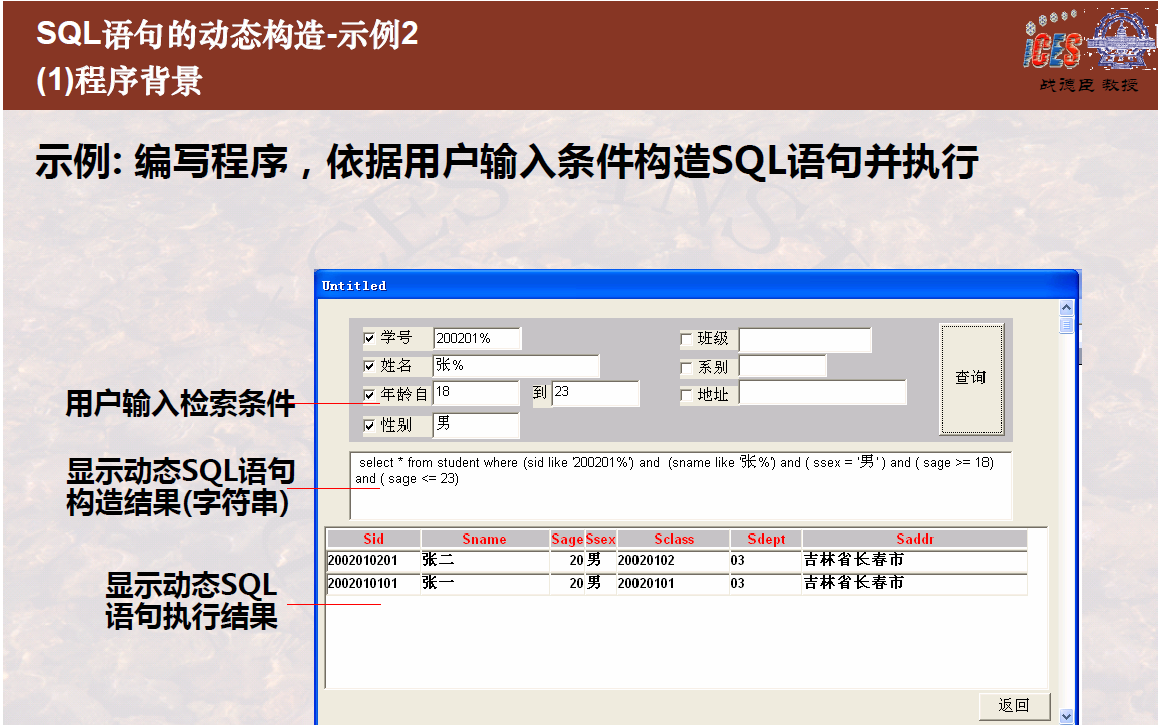 SQL语句的动态构造-示例2
(1)程序背景
iCES
战德臣 教授
示例: 编写程序，依据用户输入条件构造SQL语句并执行
Untitled
学号 200201% 班级
姓名 张% 系别
年龄自 18 到 23 地址
性别 男
查询
用户输入检索条件
显示动态SQL语句
构造结果(字符串)
select * from student where (sid like '200201%') and (sname like '张%') and ( ssex = '男' ) and ( sage >= 18)
and ( sage <= 23)
Sid Sname Sage Ssex Sclass Sdept Saddr
2002010201 张二 20 男 20020102 03 吉林省长春市
2002010101 张一 20 男 20020101 03 吉林省长春市
显示动态SQL
语句执行结果
返回